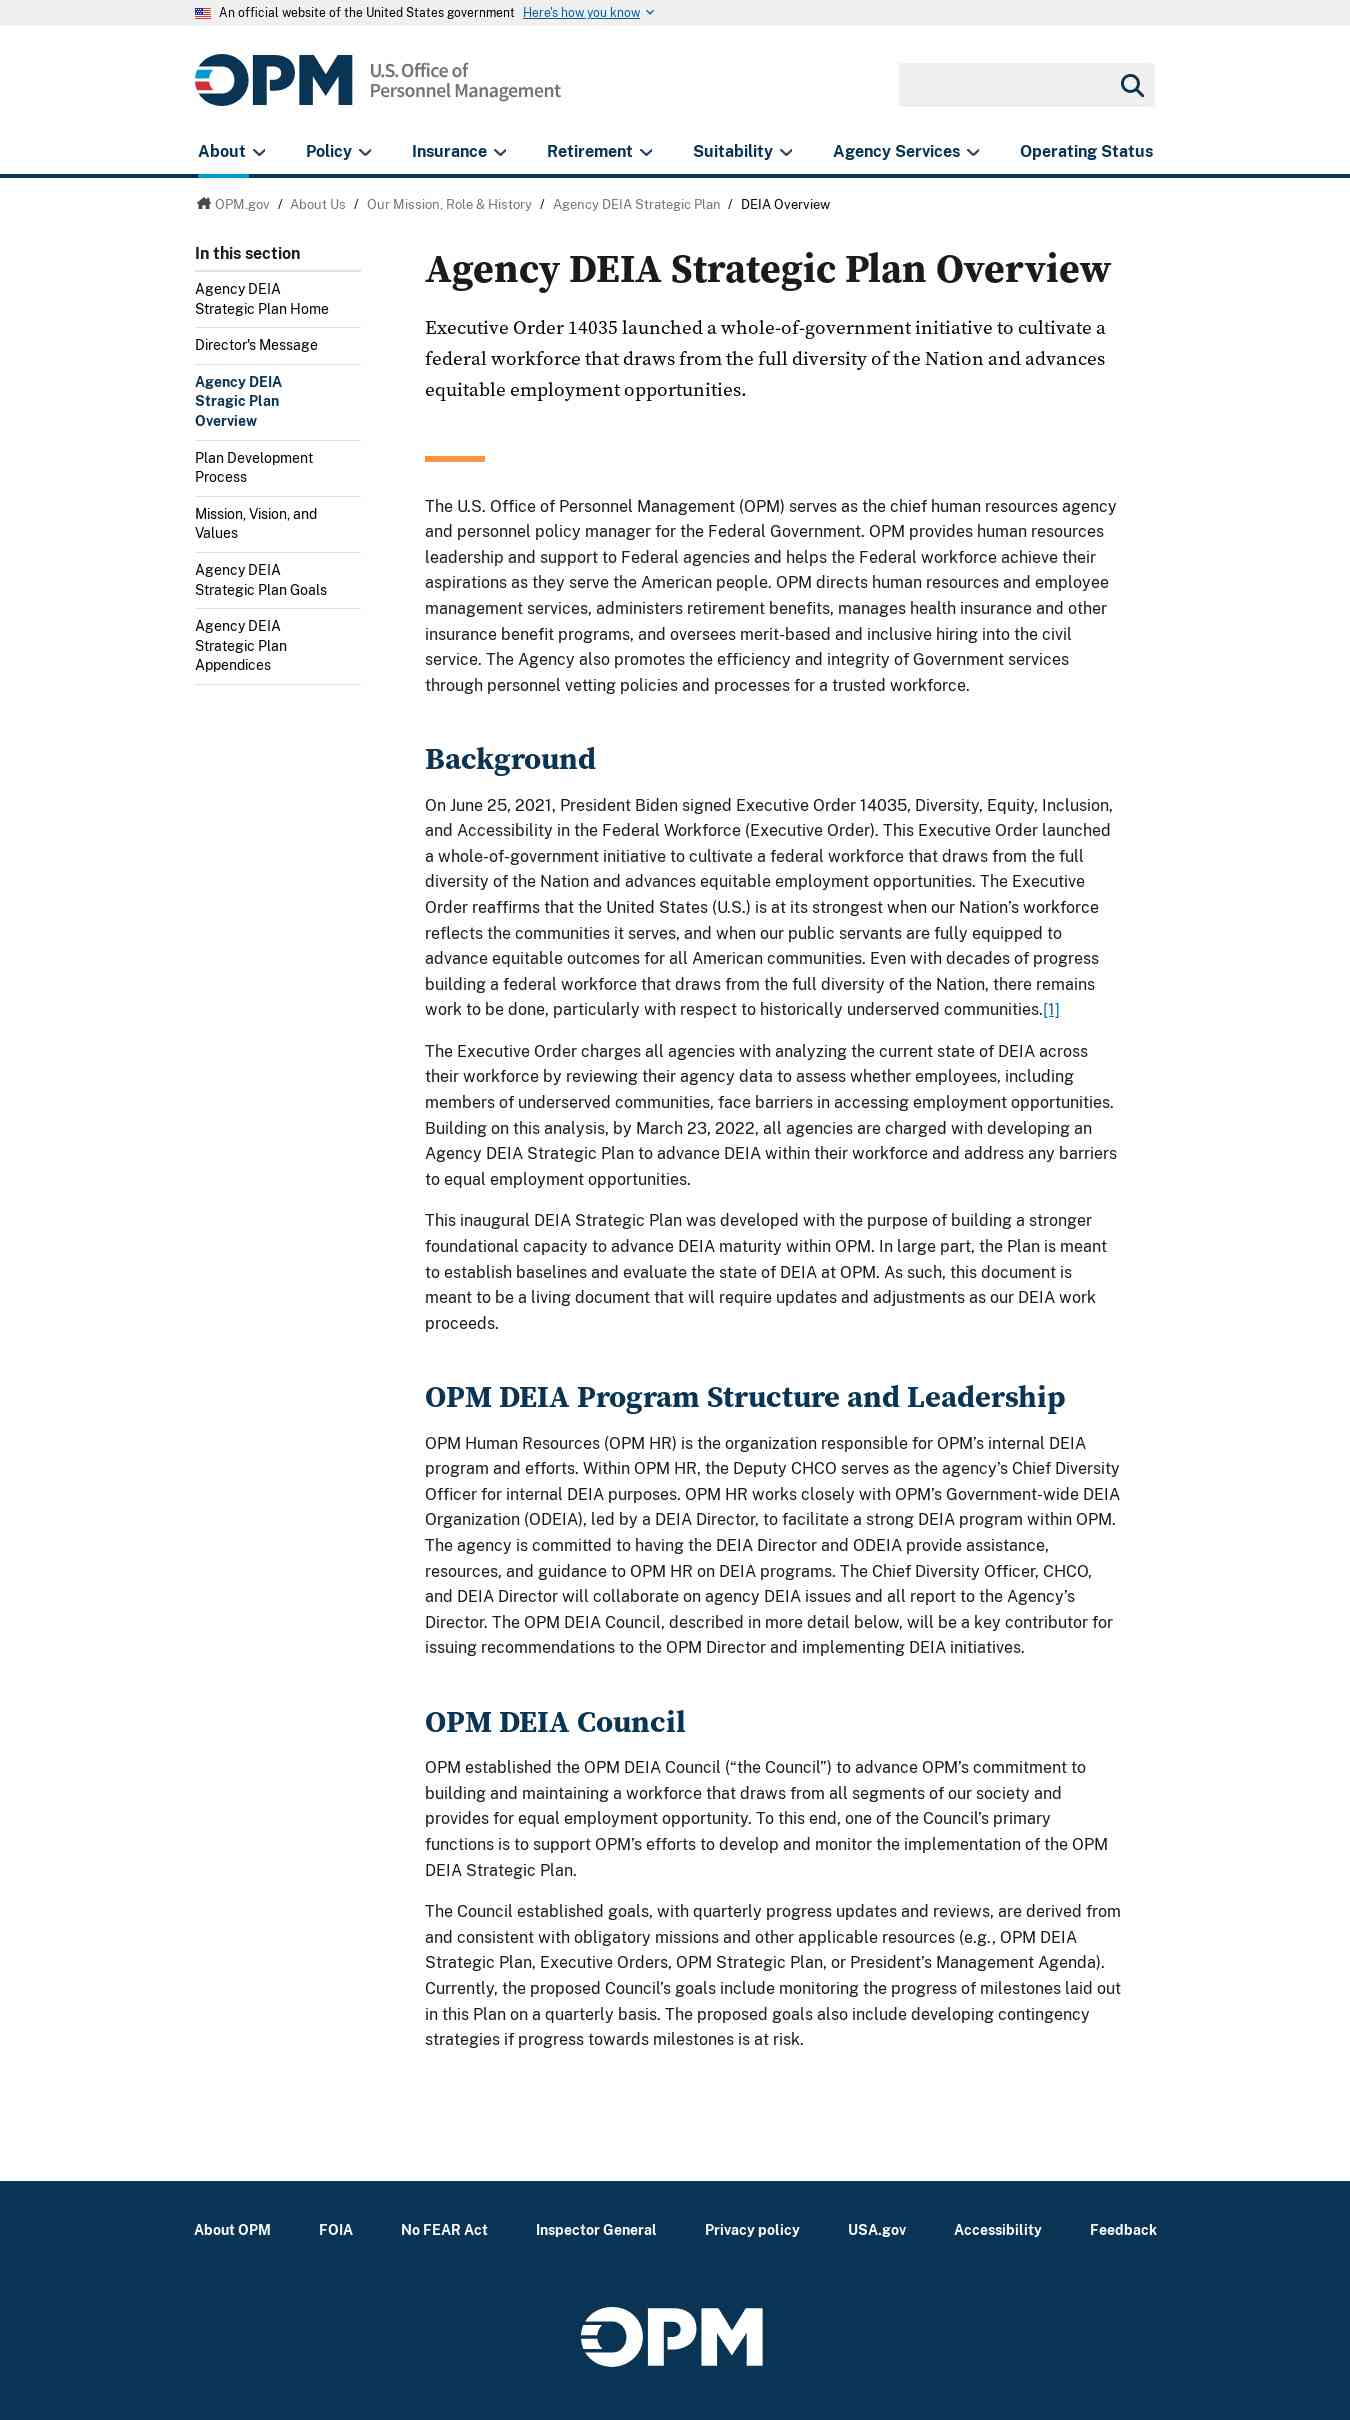 An official website of the United States government Here's how you know
OPM U.S. Office of
Personnel Management
About Policy Insurance Retirement Suitability Agency Services Operating Status
OPM.gov / About Us / Our Mission, Role & History / Agency DEIA Strategic Plan / DEIA Overview
In this section
Agency DEIA
Strategic Plan Home
Director's Message
Agency DEIA
Stragic Plan
Overview
Plan Development
Process
Mission, Vision, and
Values
Agency DEIA
Strategic Plan Goals
Agency DEIA
Strategic Plan
Appendices
Agency DEIA Strategic Plan Overview
Executive Order 14035 launched a whole-of-government initiative to cultivate a
federal workforce that draws from the full diversity of the Nation and advances
equitable employment opportunities.
The U.S. Office of Personnel Management (OPM) serves as the chief human resources agency
and personnel policy manager for the Federal Government. OPM provides human resources
leadership and support to Federal agencies and helps the Federal workforce achieve their
aspirations as they serve the American people. OPM directs human resources and employee
management services, administers retirement benefits, manages health insurance and other
insurance benefit programs, and oversees merit-based and inclusive hiring into the civil
service. The Agency also promotes the efficiency and integrity of Government services
through personnel vetting policies and processes for a trusted workforce.
Background
On June 25, 2021, President Biden signed Executive Order 14035, Diversity, Equity, Inclusion,
and Accessibility in the Federal Workforce (Executive Order). This Executive Order launched
a whole-of-government initiative to cultivate a federal workforce that draws from the full
diversity of the Nation and advances equitable employment opportunities. The Executive
Order reaffirms that the United States (U.S.) is at its strongest when our Nation’s workforce
reflects the communities it serves, and when our public servants are fully equipped to
advance equitable outcomes for all American communities. Even with decades of progress
building a federal workforce that draws from the full diversity of the Nation, there remains
work to be done, particularly with respect to historically underserved communities.[1]
The Executive Order charges all agencies with analyzing the current state of DEIA across
their workforce by reviewing their agency data to assess whether employees, including
members of underserved communities, face barriers in accessing employment opportunities.
Building on this analysis, by March 23, 2022, all agencies are charged with developing an
Agency DEIA Strategic Plan to advance DEIA within their workforce and address any barriers
to equal employment opportunities.
This inaugural DEIA Strategic Plan was developed with the purpose of building a stronger
foundational capacity to advance DEIA maturity within OPM. In large part, the Plan is meant
to establish baselines and evaluate the state of DEIA at OPM. As such, this document is
meant to be a living document that will require updates and adjustments as our DEIA work
proceeds.
OPM DEIA Program Structure and Leadership
OPM Human Resources (OPM HR) is the organization responsible for OPM’s internal DEIA
program and efforts. Within OPM HR, the Deputy CHCO serves as the agency’s Chief Diversity
Officer for internal DEIA purposes. OPM HR works closely with OPM’s Government-wide DEIA
Organization (ODEIA), led by a DEIA Director, to facilitate a strong DEIA program within OPM.
The agency is committed to having the DEIA Director and ODEIA provide assistance,
resources, and guidance to OPM HR on DEIA programs. The Chief Diversity Officer, CHCO,
and DEIA Director will collaborate on agency DEIA issues and all report to the Agency’s
Director. The OPM DEIA Council, described in more detail below, will be a key contributor for
issuing recommendations to the OPM Director and implementing DEIA initiatives.
OPM DEIA Council
OPM established the OPM DEIA Council (“the Council”) to advance OPM’s commitment to
building and maintaining a workforce that draws from all segments of our society and
provides for equal employment opportunity. To this end, one of the Council’s primary
functions is to support OPM’s efforts to develop and monitor the implementation of the OPM
DEIA Strategic Plan.
The Council established goals, with quarterly progress updates and reviews, are derived from
and consistent with obligatory missions and other applicable resources (e.g., OPM DEIA
Strategic Plan, Executive Orders, OPM Strategic Plan, or President’s Management Agenda).
Currently, the proposed Council’s goals include monitoring the progress of milestones laid out
in this Plan on a quarterly basis. The proposed goals also include developing contingency
strategies if progress towards milestones is at risk.
About OPM FOIA No FEAR Act Inspector General Privacy policy USA.gov Accessibility Feedback
OPM